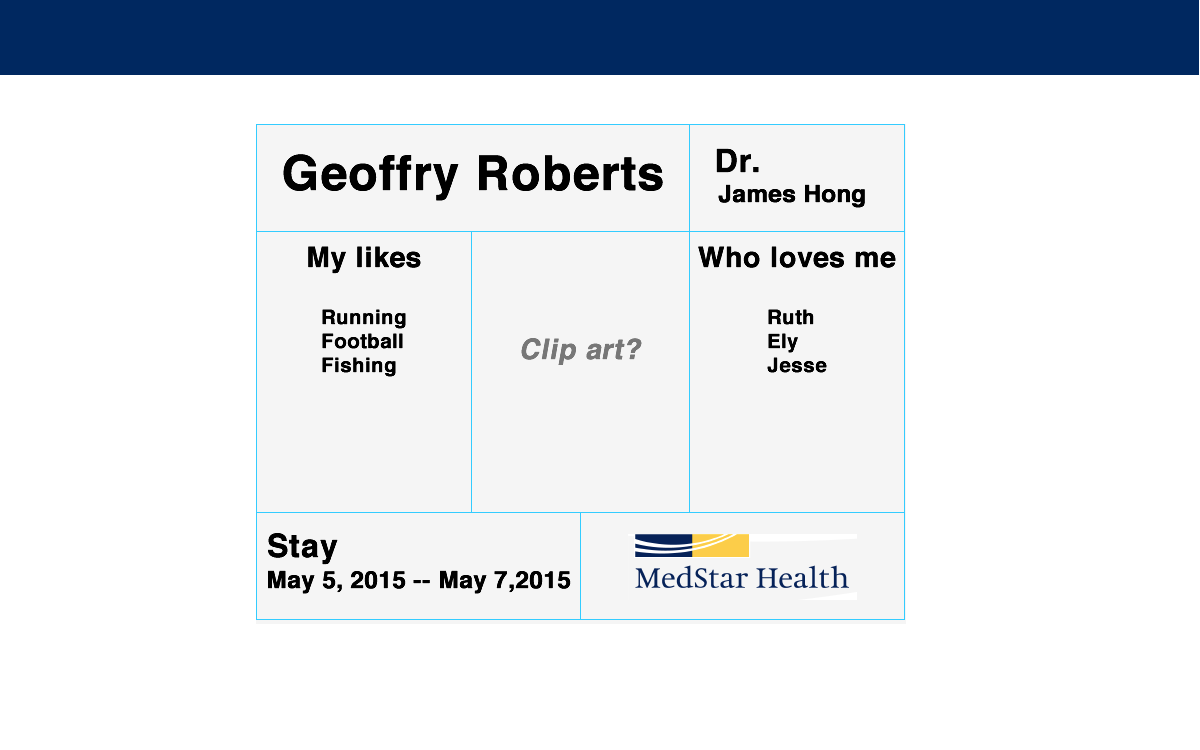 Geoffry Roberts
Dr.
James Hong
My likes
Running
Football
Fishing
Clip art?
Who loves me
Ruth
Ely
Jesse
Stay
May 5, 2015 -- May 7,2015
MedStar Health